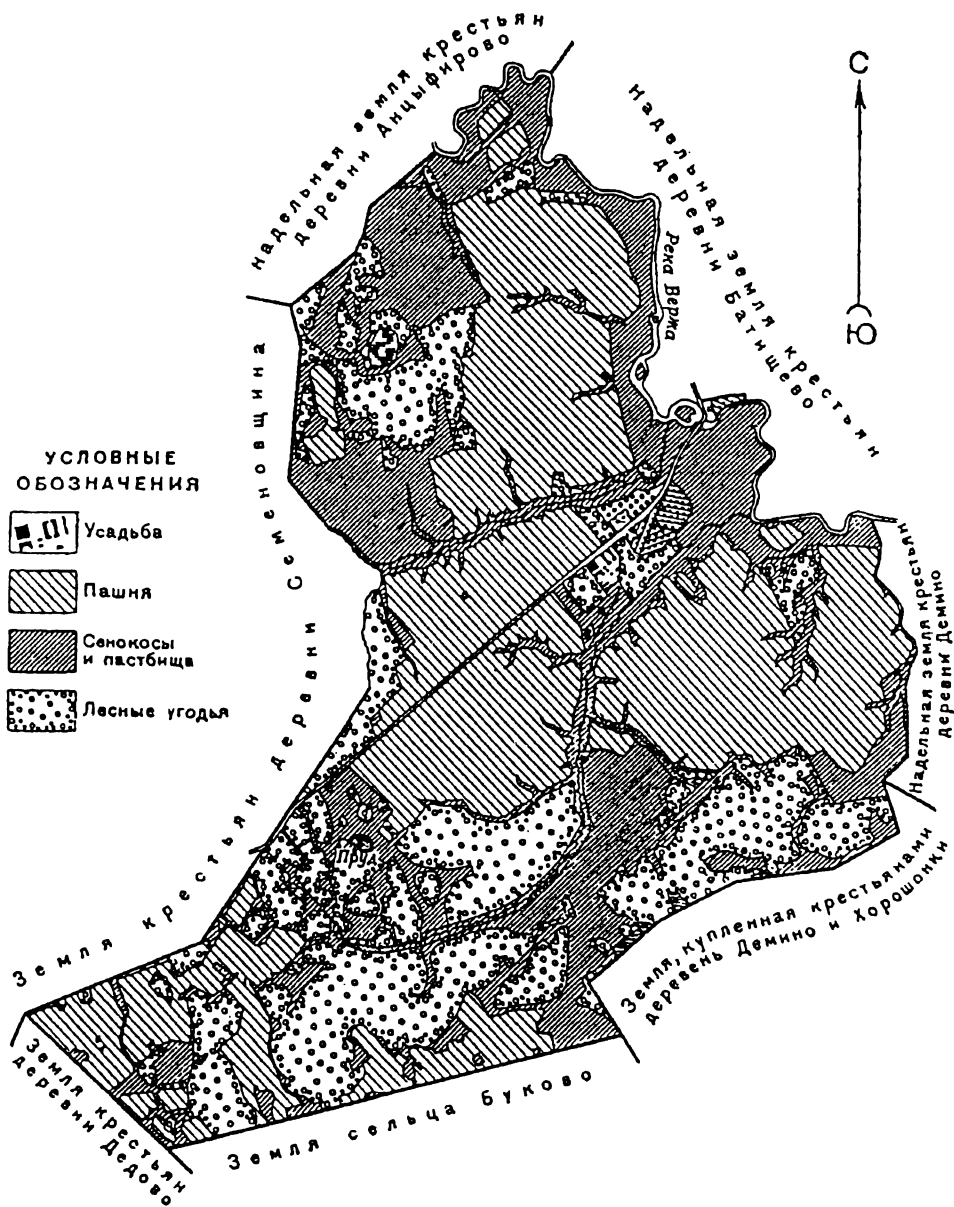 надельная земля крестьян
деревни Анцыфирово
Надельная земля крестьян
деревни Батищево
С
Ю
Река Вержа
УСЛОВНЫЕ
ОБОЗНАЧЕНИЯ
Усадьба
Пашня
Сенокосы
и пастбища
Лесные угодья
Земля крестьян деревни Семеновщина
Надельная земля крестьян
деревни Демино
Пруд
Земля, купленная крестьянами
деревень Демино и Хорошонки
Земля крестьян
деревни Дедово
Земля сельца Буково